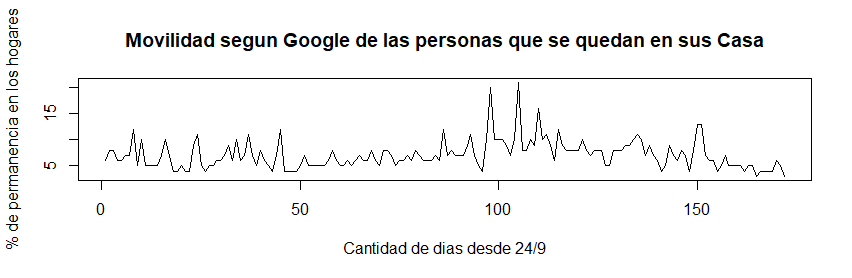 Movilidad segun Google de las personas que se quedan en sus Casa
% de permanencia en los hogares
15
5
0
50
100
150
Cantidad de dias desde 24/9